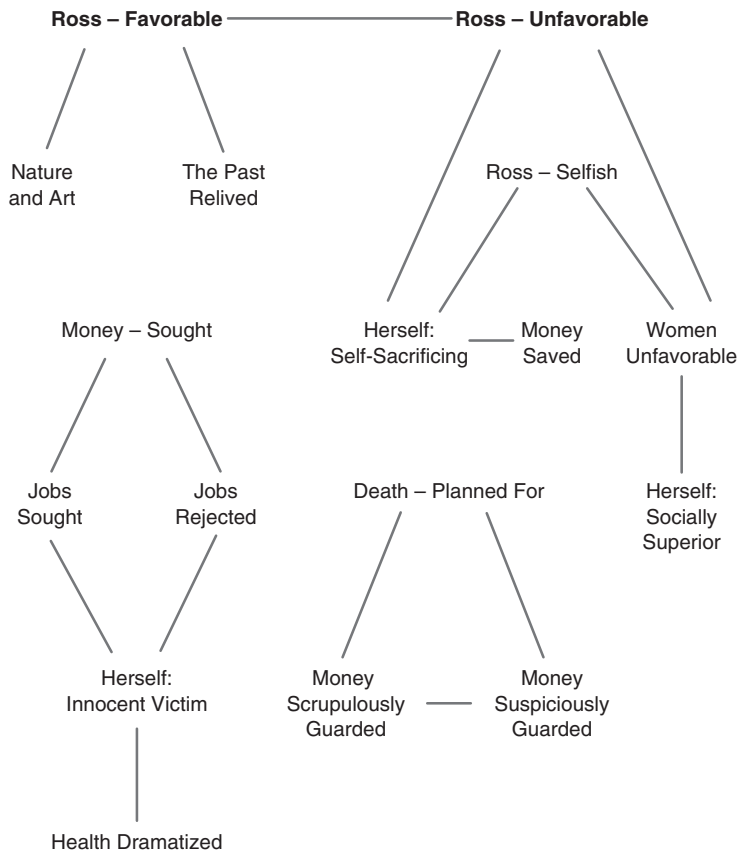 Ross – Favorable
Ross – Unfavorable
Nature
and Art
The Past
Relived
Ross – Selfish
Money – Sought
Herself:
Self-Sacrificing
Money
Saved
Women
Unfavorable
Jobs
Sought
Jobs
Rejected
Death – Planned For
Herself:
Socially
Superior
Herself:
Innocent Victim
Money
Scrupulously
Guarded
Money
Suspiciously
Guarded
Health Dramatized